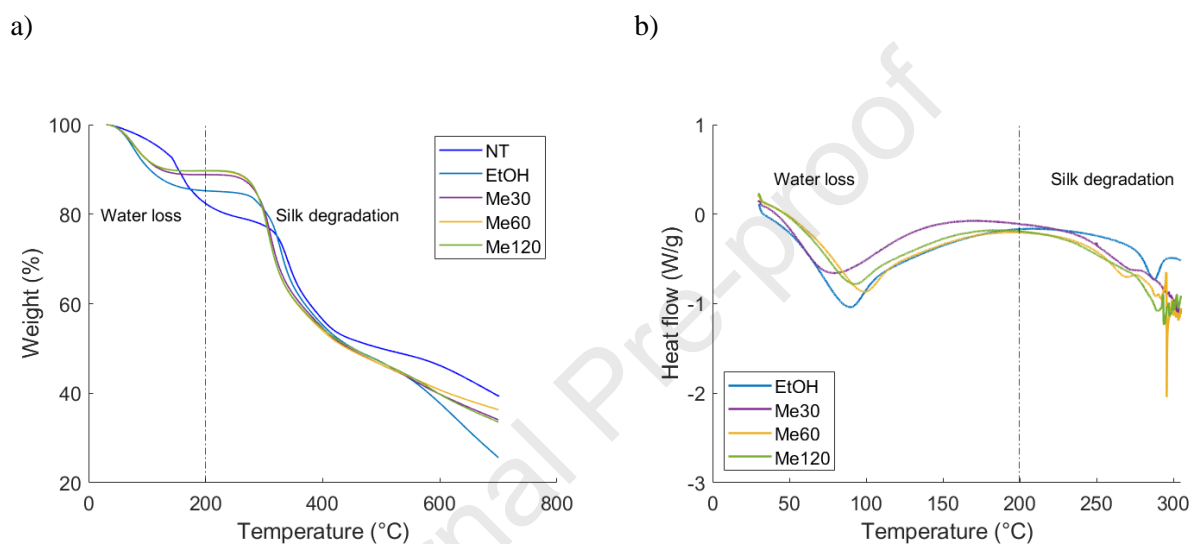 a)
b)
100
80
60
40
20
0
200
400
600
800
Weight (%)
Temperature (°C)
Water loss
Silk degradation
NT
EtOH
Me30
Me60
Me120
1
0
-1
-2
-3
0
50
100
150
200
250
300
Heat flow (W/g)
Temperature (°C)
Water loss
Silk degradation
EtOH
Me30
Me60
Me120
rnal Pre-proof